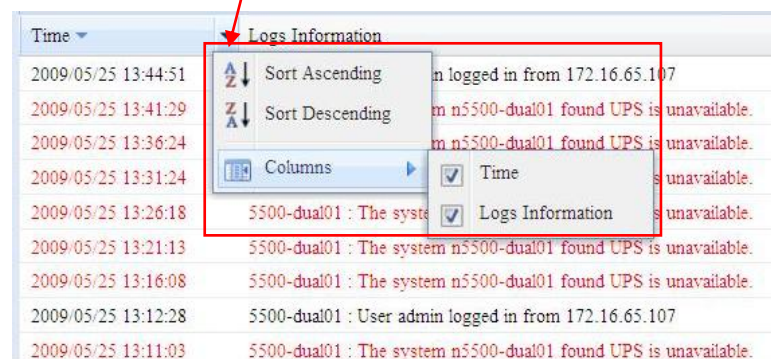 Time Logs Information
2009/05/25 13:44:51 Sort Ascending n logged in from 172.16.65.107
2009/05/25 13:41:29 Sort Descending m n5500-dual01 found UPS is unavailable.
2009/05/25 13:36:24 m n5500-dual01 found UPS is unavailable.
2009/05/25 13:31:24 Columns Time s unavailable.
2009/05/25 13:26:18 5500-dual01 : The syste Logs Information unavailable.
2009/05/25 13:21:13 5500-dual01 : The system n5500-dual01 found UPS is unavailable.
2009/05/25 13:16:08 5500-dual01 : The system n5500-dual01 found UPS is unavailable.
2009/05/25 13:12:28 5500-dual01 : User admin logged in from 172.16.65.107
2009/05/25 13:11:03 5500-dual01 : The system n5500-dual01 found UPS is unavailable.